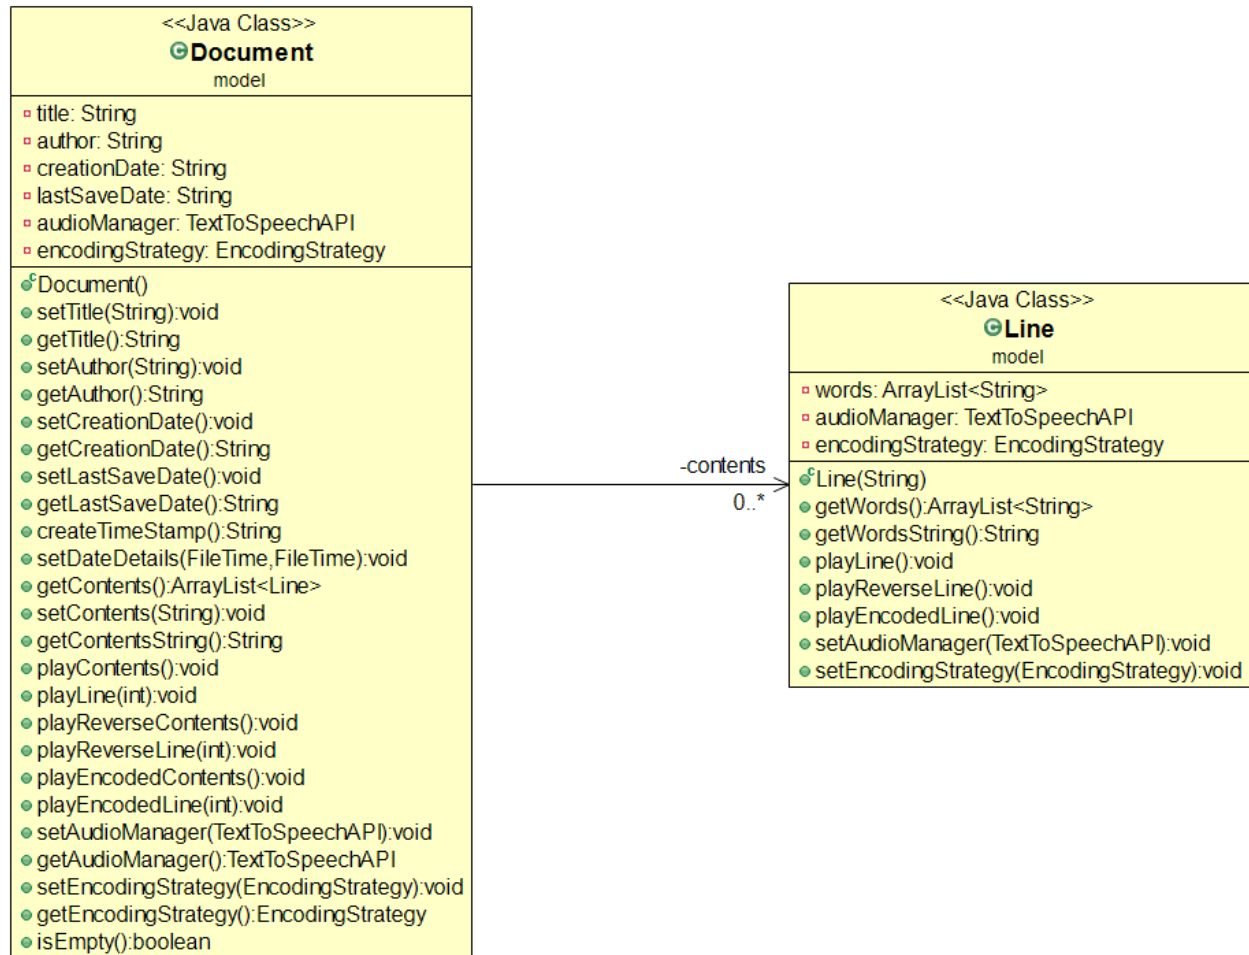 <<Java Class>>
Document
model
title: String
author: String
creationDate: String
lastSaveDate: String
audioManager: TextToSpeechAPI
encodingStrategy: EncodingStrategy
Document()
setTitle(String):void
getTitle():String
setAuthor(String):void
getAuthor():String
setCreationDate():void
getCreationDate():String
setLastSaveDate():void
getLastSaveDate():String
createTimeStamp():String
setDateDetails(FileTime,FileTime):void
getContents():ArrayList<Line>
setContents(String):void
getContentsString():String
playContents():void
playLine(int):void
playReverseContents():void
playReverseLine(int):void
playEncodedContents():void
playEncodedLine(int):void
setAudioManager(TextToSpeechAPI):void
getAudioManager():TextToSpeechAPI
setEncodingStrategy(EncodingStrategy):void
getEncodingStrategy():EncodingStrategy
isEmpty():boolean
-contents
0..*
<<Java Class>>
Line
model
words: ArrayList<String>
audioManager: TextToSpeechAPI
encodingStrategy: EncodingStrategy
Line(String)
getWords():ArrayList<String>
getWordsString():String
playLine():void
playReverseLine():void
playEncodedLine():void
setAudioManager(TextToSpeechAPI):void
setEncodingStrategy(EncodingStrategy):void